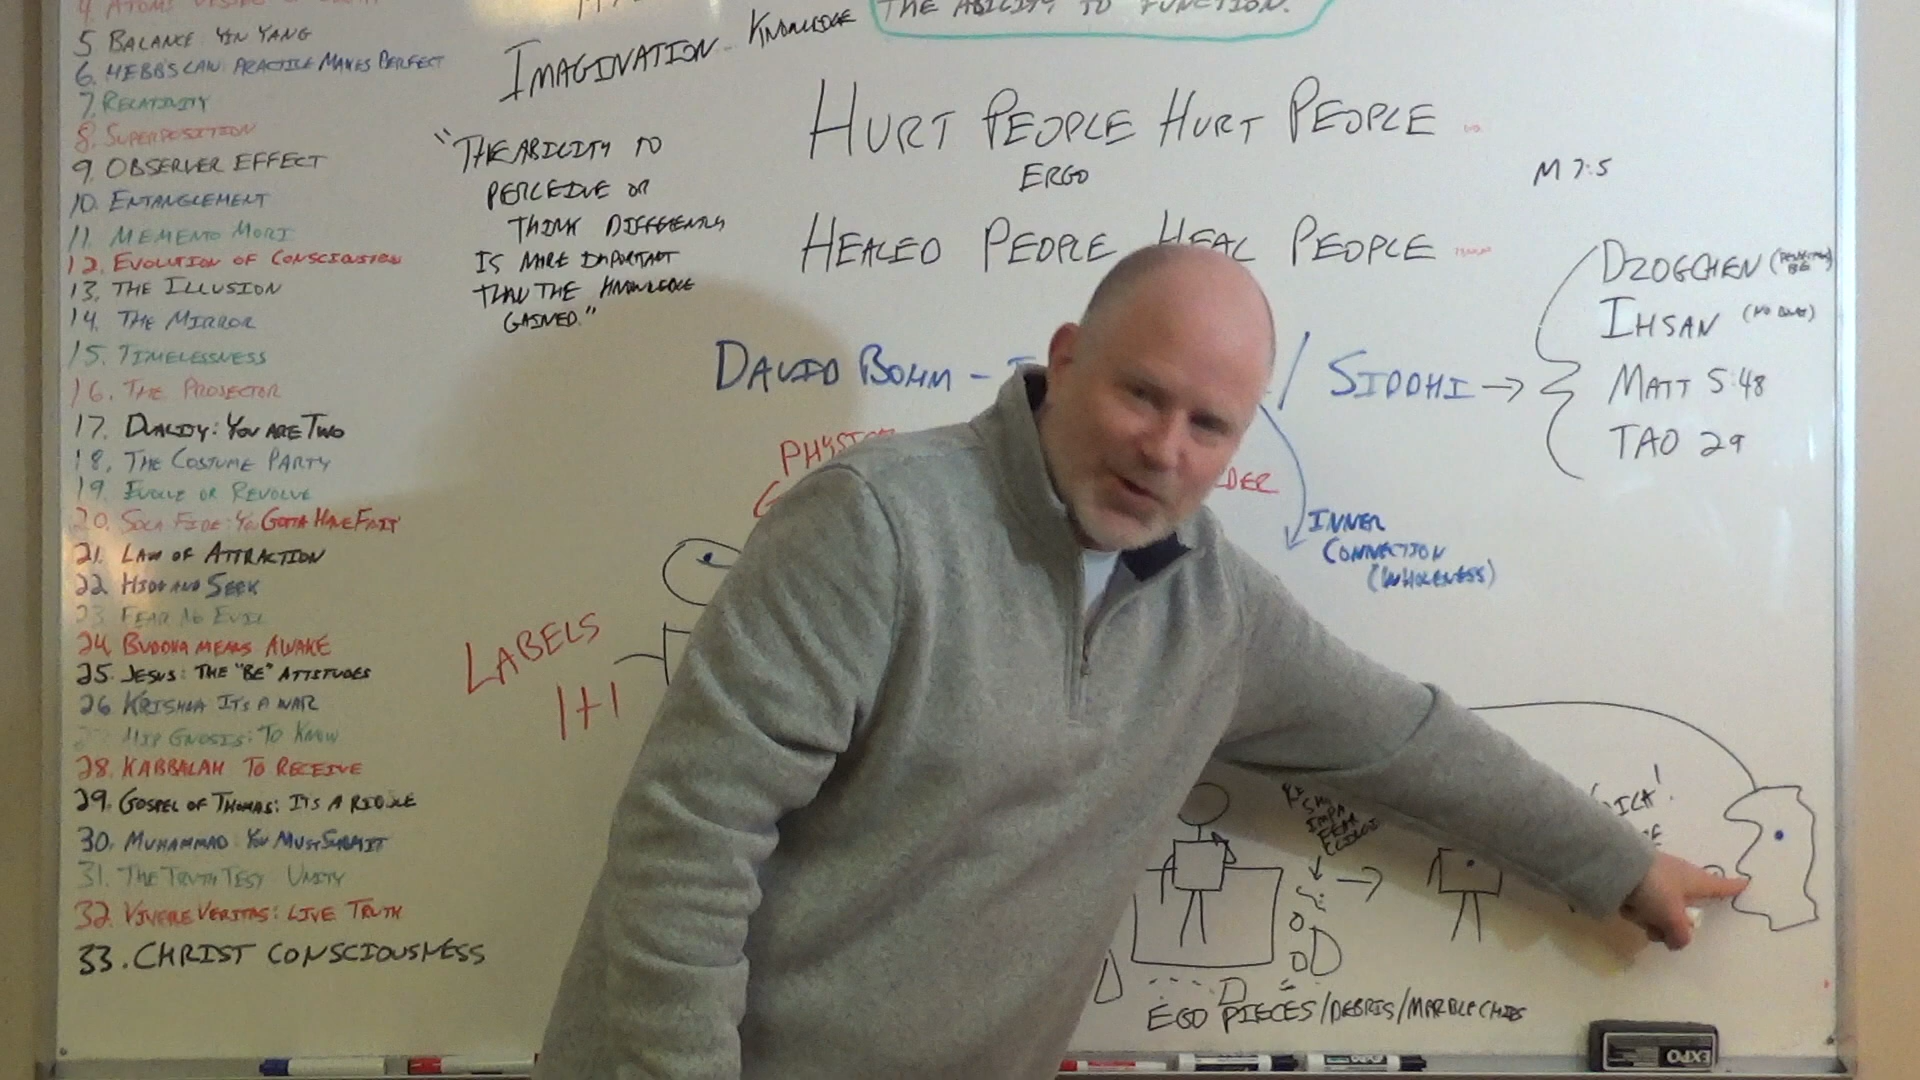 5 BALANCE YIN YANG
6. HEBB'S LAW: PRACTICE MAKES PERFECT
7. RELATIVITY
8. SUPERPOSITION
9. OBSERVER EFFECT
10. ENTANGLEMENT
11. MEMENTO MORI
12. EVOLUTION OF
13. THE ILLUSION
14. THE MIRROR
15. TIMELESSNESS
16. THE PROJECTOR
17. DUALITY: YOU ARE TWO
18. THE COSTUME PARTY
19. EVOLVE OR REVOLVE
20. SOLA FIDE: YOU GOTTA HAVE
21. LAW OF ATTRACTION
22 HIDE AND SEEK
23 FEAR NO EVIL
24. BUDDHA MEANS AWAKE
25. JESUS: THE "BE" ATTITUDES
26 KRISHNA ITS A WAR
HIP GNOSIS: TO KNOW
28. KABBALAH TO RECEIVE
29. GOSPEL OF THOMAS: ITS A RIDDLE
30. MUHAMMAD: YOU MUST SUBMIT
31. THE TRUTH TEST UNITY
32. VIVERE VERITAS: LIVE TRUTH
33. CHRIST CONSCIOUSNESS
IMAGINATION - KNOWLEDGE
THE ABILITY TO FUNCTION.
"THE ABILITY TO
PERCEIVE OR
THINK DIFFERENTLY
IS MORE IMPORTANT
THAN THE KNOWLEDGE
GAINED."
HURT PEOPLE HURT PEOPLE
ERGO
HEALED PEOPLE HEAL PEOPLE
M 7:5
DAVID BOHM -
/ SIDDHI →
DZOGCHEN
IHSAN
MATT 5:48
TAO 29
INNER
CONNECTION
(WHOLENESS)
LABELS
1+1
EGO PIECES/DEBRIS/MARBLE CHIPS
EXPO